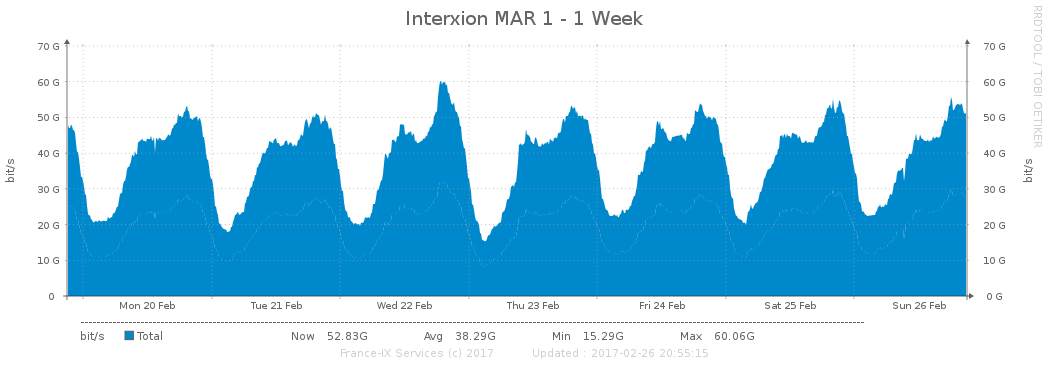 Interxion MAR 1 - 1 Week
RRDTOOL / TOBI OETIKER
70 G 70 G
60 G 60 G
50 G 50 G
40 G 40 G
30 G 30 G
20 G 20 G
10 G 10 G
0 0 G
bit/s bit/s
Mon 20 Feb Tue 21 Feb Wed 22 Feb Thu 23 Feb Fri 24 Feb Sat 25 Feb Sun 26 Feb
bit/s Total Now 52.83G Avg 38.29G Min 15.29G Max 60.06G
France-IX Services (c) 2017 Updated : 2017-02-26 20:55:15